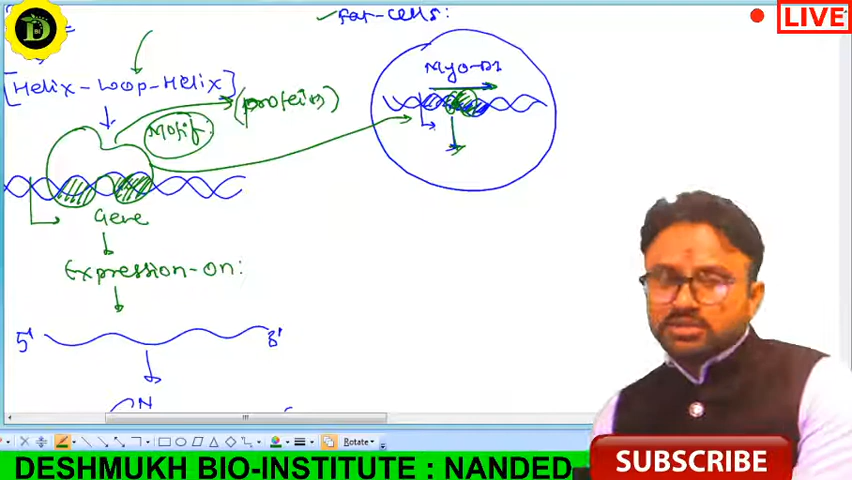 D
✓ Fat-cells:
LIVE
[Helix-Loop-Helix]
Myo-D1
(proteins)
Motif:
Gene
Expression-on:
5'
3'
N
Rotate
DESHMUKH BIO-INSTITUTE : NANDED
SUBSCRIBE